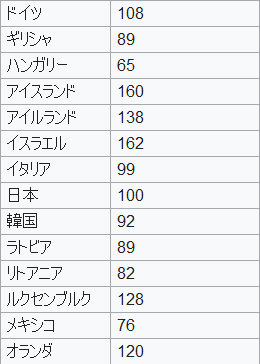 ドイツ 108
ギリシャ 89
ハンガリー 65
アイスランド 160
アイルランド 138
イスラエル 162
イタリア 99
日本 100
韓国 92
ラトビア 89
リトアニア 82
ルクセンブルク 128
メキシコ 76
オランダ 120